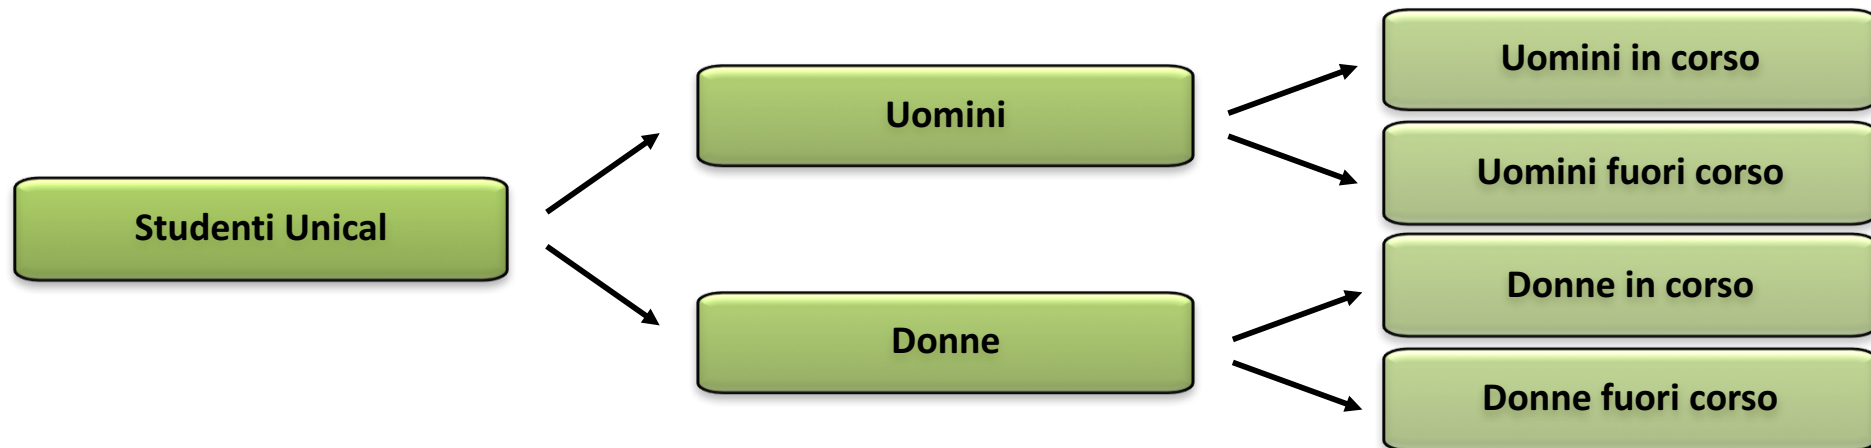 Studenti Unical
Uomini
Donne
Uomini in corso
Uomini fuori corso
Donne in corso
Donne fuori corso